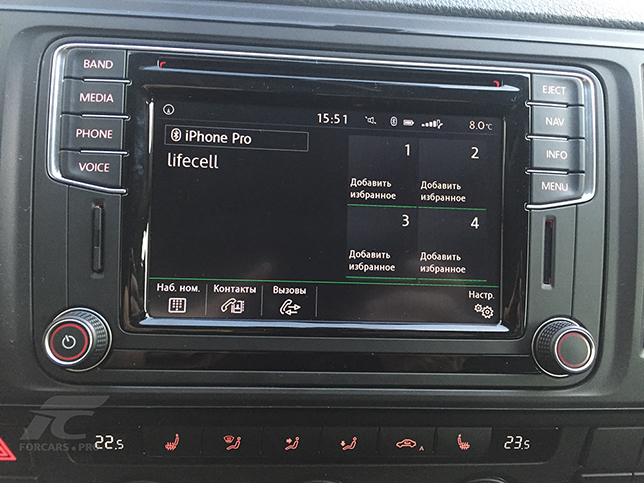 BAND
MEDIA
PHONE
VOICE
EJECT
NAV
INFO
MENU
15:51
8.0°C
iPhone Pro
lifecell
1
2
Добавить
избранное
Добавить
избранное
3
4
Добавить
избранное
Добавить
избранное
Наб. ном.
Контакты
Вызовы
Настр.
FC
FORCARS.PRO
22.5
A
23.5